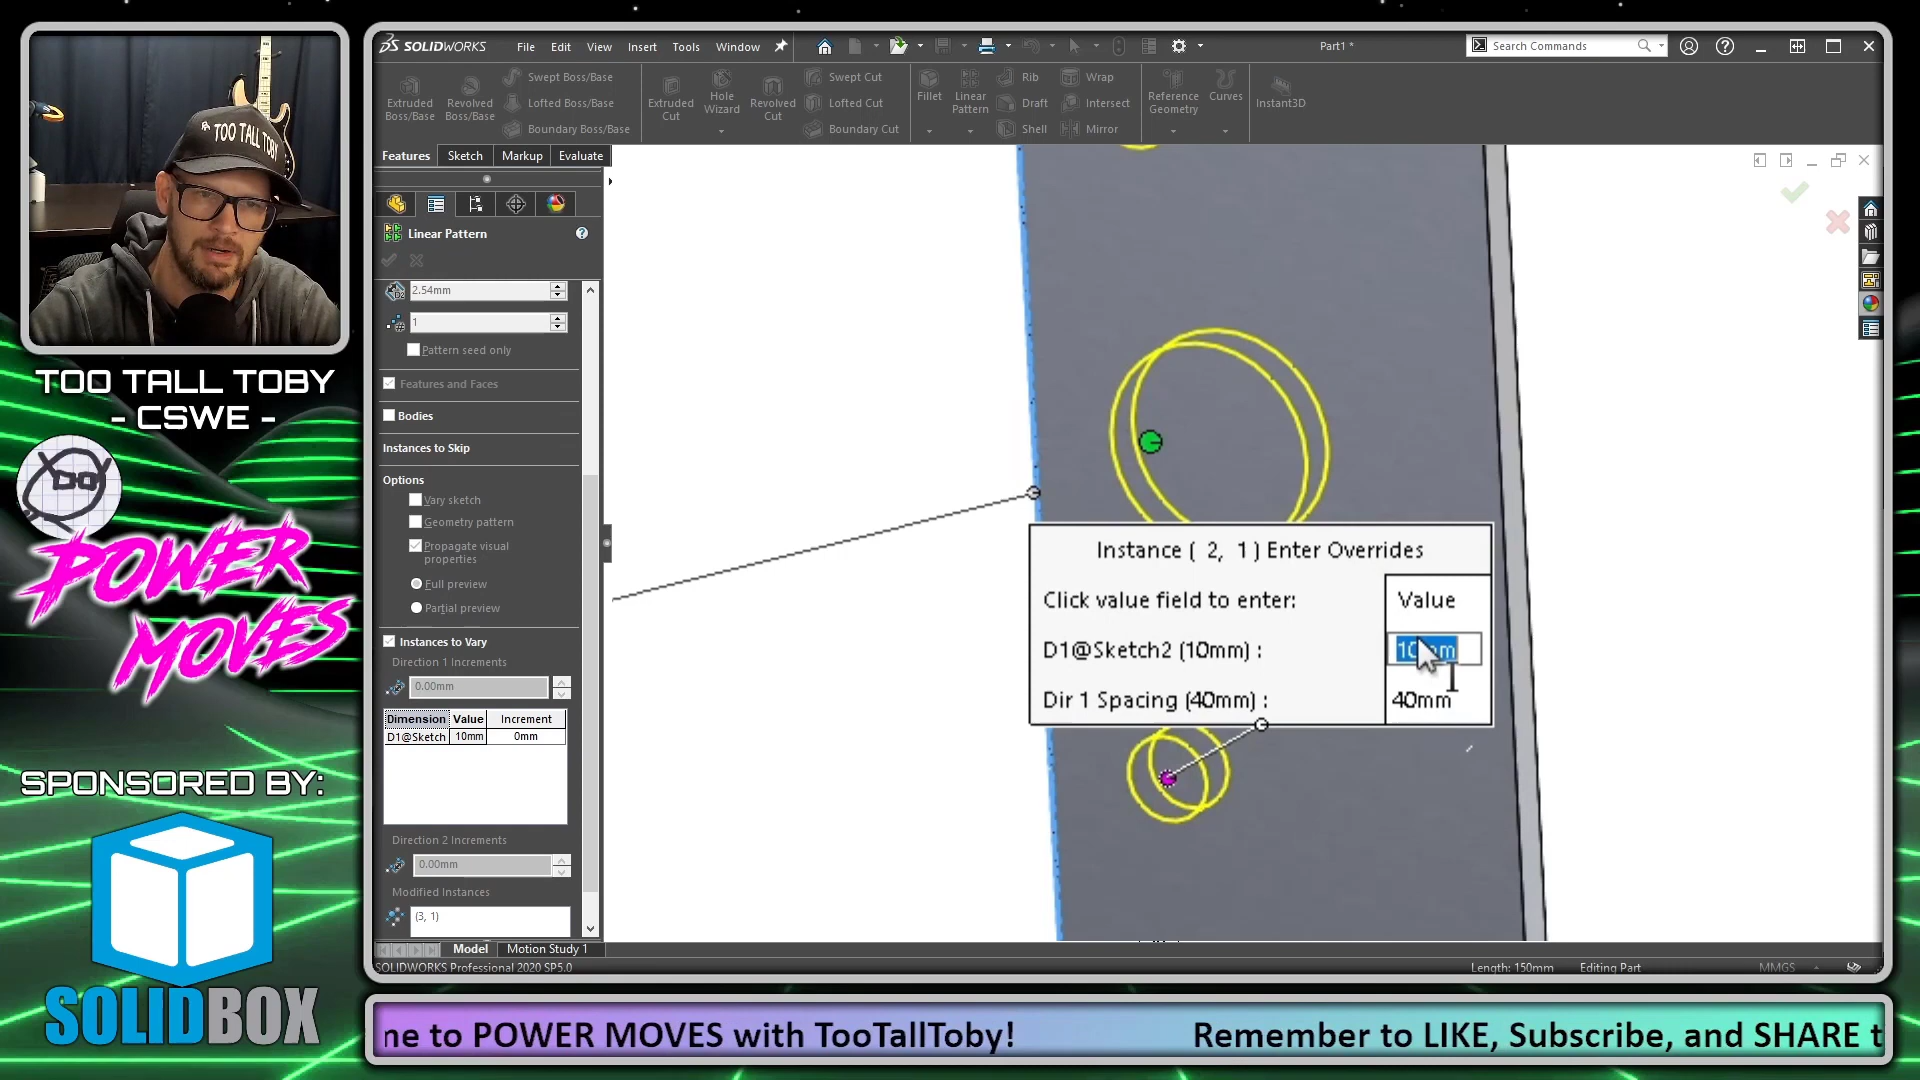 TOO TALL TOBY
TOO TALL TOBY
- CSWE -
POWER
MOVES
SPONSORED BY:
SOLIDBOX
SOLIDWORKS
File Edit View Insert Tools Window
Part1 *
Search Commands
Extruded Boss/Base
Revolved Boss/Base
Swept Boss/Base
Lofted Boss/Base
Boundary Boss/Base
Extruded Cut
Hole Wizard
Revolved Cut
Swept Cut
Lofted Cut
Boundary Cut
Fillet
Linear Pattern
Rib
Draft
Shell
Wrap
Intersect
Mirror
Reference Geometry
Curves
Instant3D
Features Sketch Markup Evaluate
Linear Pattern
2.54mm
1
Pattern seed only
Features and Faces
Bodies
Instances to Skip
Options
Vary sketch
Geometry pattern
Propagate visual
properties
Full preview
Partial preview
Instances to Vary
Direction 1 Increments
0.00mm
Dimension Value Increment
D1@Sketch 10mm 0mm
Direction 2 Increments
0.00mm
Modified Instances
(3, 1)
Instance ( 2, 1 ) Enter Overrides
Click value field to enter: Value
D1@Sketch2 (10mm) : 10mm
Dir 1 Spacing (40mm) : 40mm
Model Motion Study 1
SOLIDWORKS Professional 2020 SP5.0
Length: 150mm Editing Part MMGS
ne to POWER MOVES with TooTallToby! Remember to LIKE, Subscribe, and SHARE t